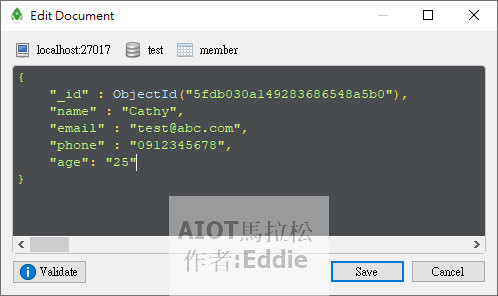 Edit Document
localhost:27017 test member
{
"_id" : ObjectId("5fdb030a149283686548a5b0"),
"name" : "Cathy",
"email" : "test@abc.com",
"phone" : "0912345678",
"age": "25"
}
AIOT馬拉松
作者:Eddie
Validate Save Cancel